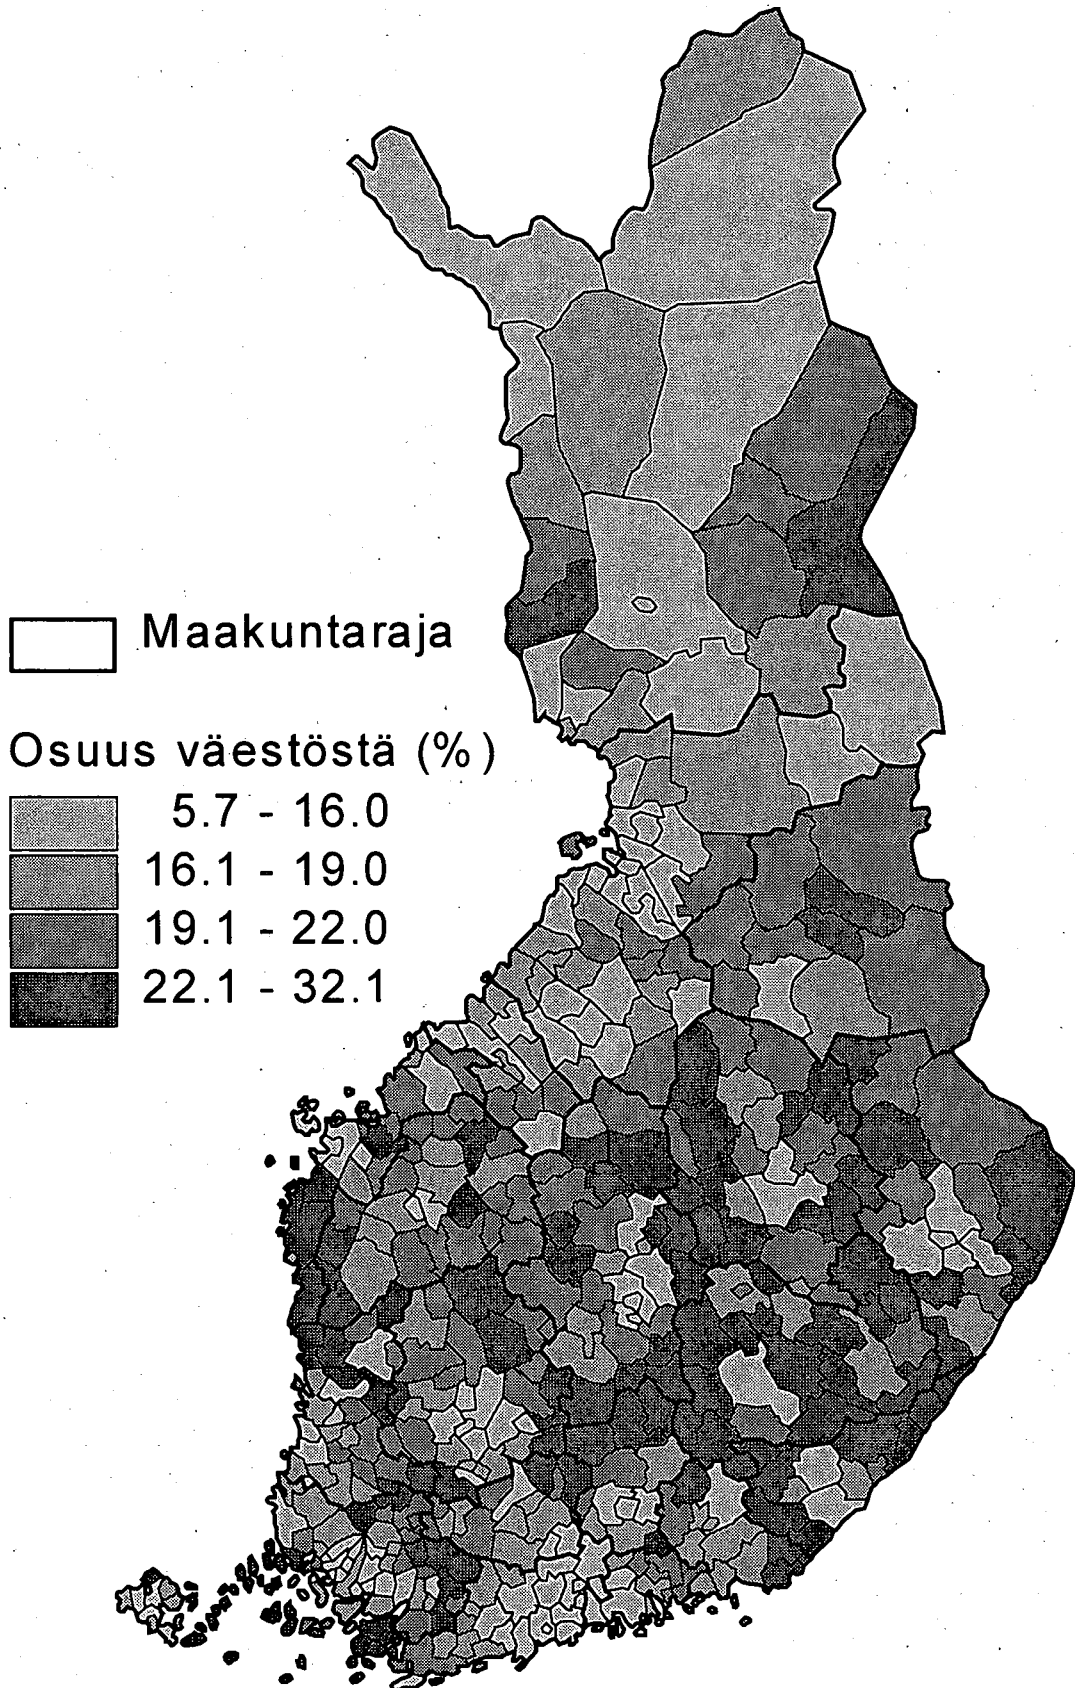 Maakuntaraja
Osuus väestöstä (%)
5.7 - 16.0
16.1 - 19.0
19.1 - 22.0
22.1 - 32.1